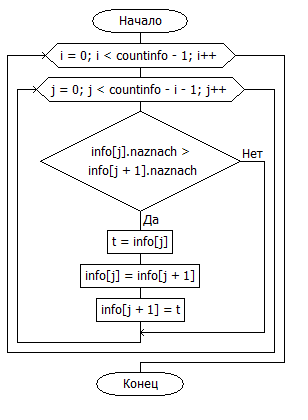 Начало
i = 0; i < countinfo - 1; i++
j = 0; j < countinfo - i - 1; j++
info[j].naznach >
info[j + 1].naznach
Нет
Да
t = info[j]
info[j] = info[j + 1]
info[j + 1] = t
Конец